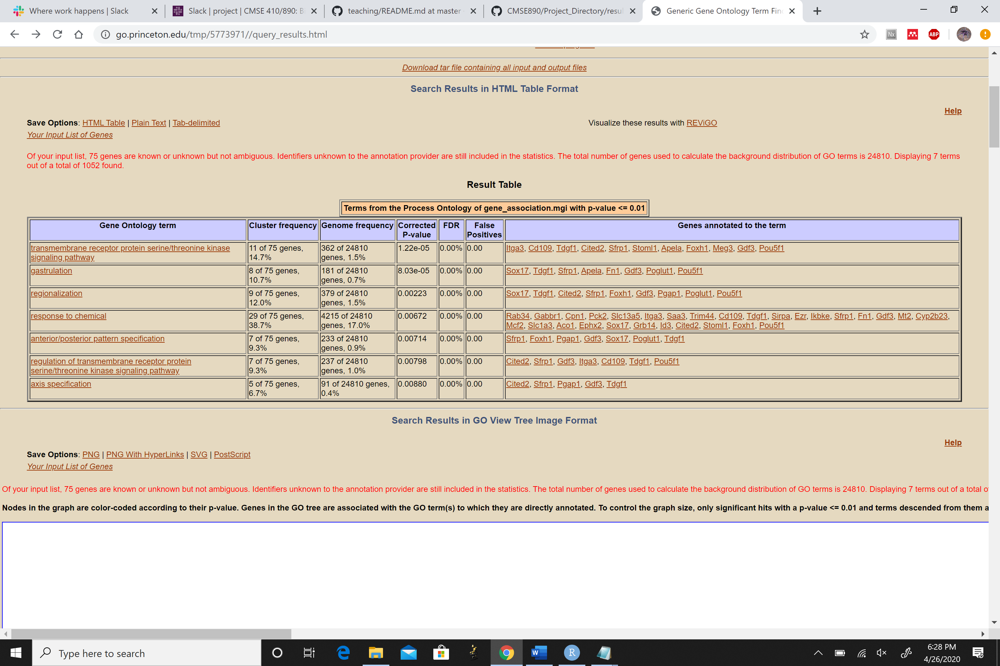 Where work happens | Slack
Slack | project | CMSE 410/890: B
teaching/README.md at master
CMSE890/Project_Directory/resul
Generic Gene Ontology Term Fin
go.princeton.edu/tmp/5773971//query_results.html
Nx
ABP
Download tar file containing all input and output files
Search Results in HTML Table Format
Help
Save Options: HTML Table | Plain Text | Tab-delimited
Visualize these results with REViGO
Your Input List of Genes
Of your input list, 75 genes are known or unknown but not ambiguous. Identifiers unknown to the annotation provider are still included in the statistics. The total number of genes used to calculate the background distribution of GO terms is 24810. Displaying 7 terms
out of a total of 1052 found.
Result Table
Terms from the Process Ontology of gene_association.mgi with p-value <= 0.01
Gene Ontology term Cluster frequency Genome frequency Corrected FDR False Genes annotated to the term
P-value Positives
transmembrane receptor protein serine/threonine kinase 11 of 75 genes, 362 of 24810 1.22e-05 0.00% 0.00 Itga3, Cd109, Tdgf1, Cited2, Sfrp1, Stoml1, Apela, Foxh1, Meg3, Gdf3, Pou5f1
signaling pathway 14.7% genes, 1.5%
gastrulation 8 of 75 genes, 181 of 24810 8.03e-05 0.00% 0.00 Sox17, Tdgf1, Sfrp1, Apela, Fn1, Gdf3, Poglut1, Pou5f1
10.7% genes, 0.7%
regionalization 9 of 75 genes, 379 of 24810 0.00223 0.00% 0.00 Sox17, Tdgf1, Cited2, Sfrp1, Foxh1, Gdf3, Pgap1, Poglut1, Pou5f1
12.0% genes, 1.5%
response to chemical 29 of 75 genes, 4215 of 24810 0.00672 0.00% 0.00 Rab34, Gabbr1, Cpn1, Pck2, Slc13a5, Itga3, Saa3, Trim44, Cd109, Tdgf1, Sirpa, Ezr, Ikbke, Sfrp1, Fn1, Gdf3, Mt2, Cyp2b23,
38.7% genes, 17.0% Mcf2, Slc1a3, Aco1, Ephx2, Sox17, Grb14, Id3, Cited2, Stoml1, Foxh1, Pou5f1
anterior/posterior pattern specification 7 of 75 genes, 233 of 24810 0.00714 0.00% 0.00 Sfrp1, Foxh1, Pgap1, Gdf3, Sox17, Poglut1, Tdgf1
9.3% genes, 0.9%
regulation of transmembrane receptor protein 7 of 75 genes, 237 of 24810 0.00798 0.00% 0.00 Cited2, Sfrp1, Gdf3, Itga3, Cd109, Tdgf1, Pou5f1
serine/threonine kinase signaling pathway 9.3% genes, 1.0%
axis specification 5 of 75 genes, 91 of 24810 genes, 0.00880 0.00% 0.00 Cited2, Sfrp1, Pgap1, Gdf3, Tdgf1
6.7% 0.4%
Search Results in GO View Tree Image Format
Help
Save Options: PNG | PNG With HyperLinks | SVG | PostScript
Your Input List of Genes
Of your input list, 75 genes are known or unknown but not ambiguous. Identifiers unknown to the annotation provider are still included in the statistics. The total number of genes used to calculate the background distribution of GO terms is 24810. Displaying 7 terms out of a total o
Nodes in the graph are color-coded according to their p-value. Genes in the GO tree are associated with the GO term(s) to which they are directly annotated. To control the graph size, only significant hits with a p-value <= 0.01 and terms descended from them a
Type here to search
W
R
6:28 PM
4/26/2020